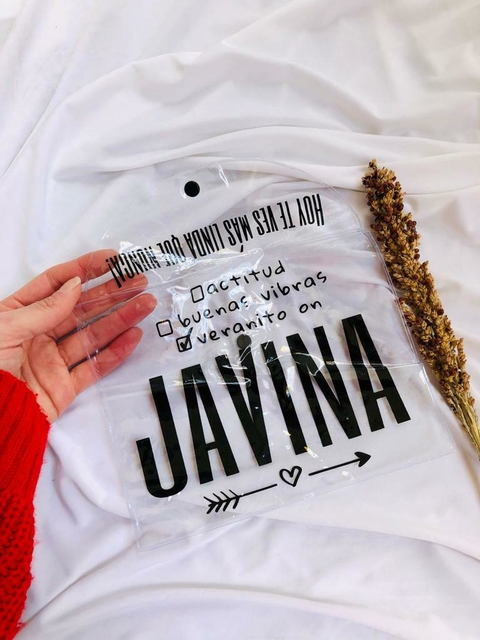 HOY TE VES MÁS LINDA QUE NUNCA!
actitud
buenas vibras
veranito on
JAVINA